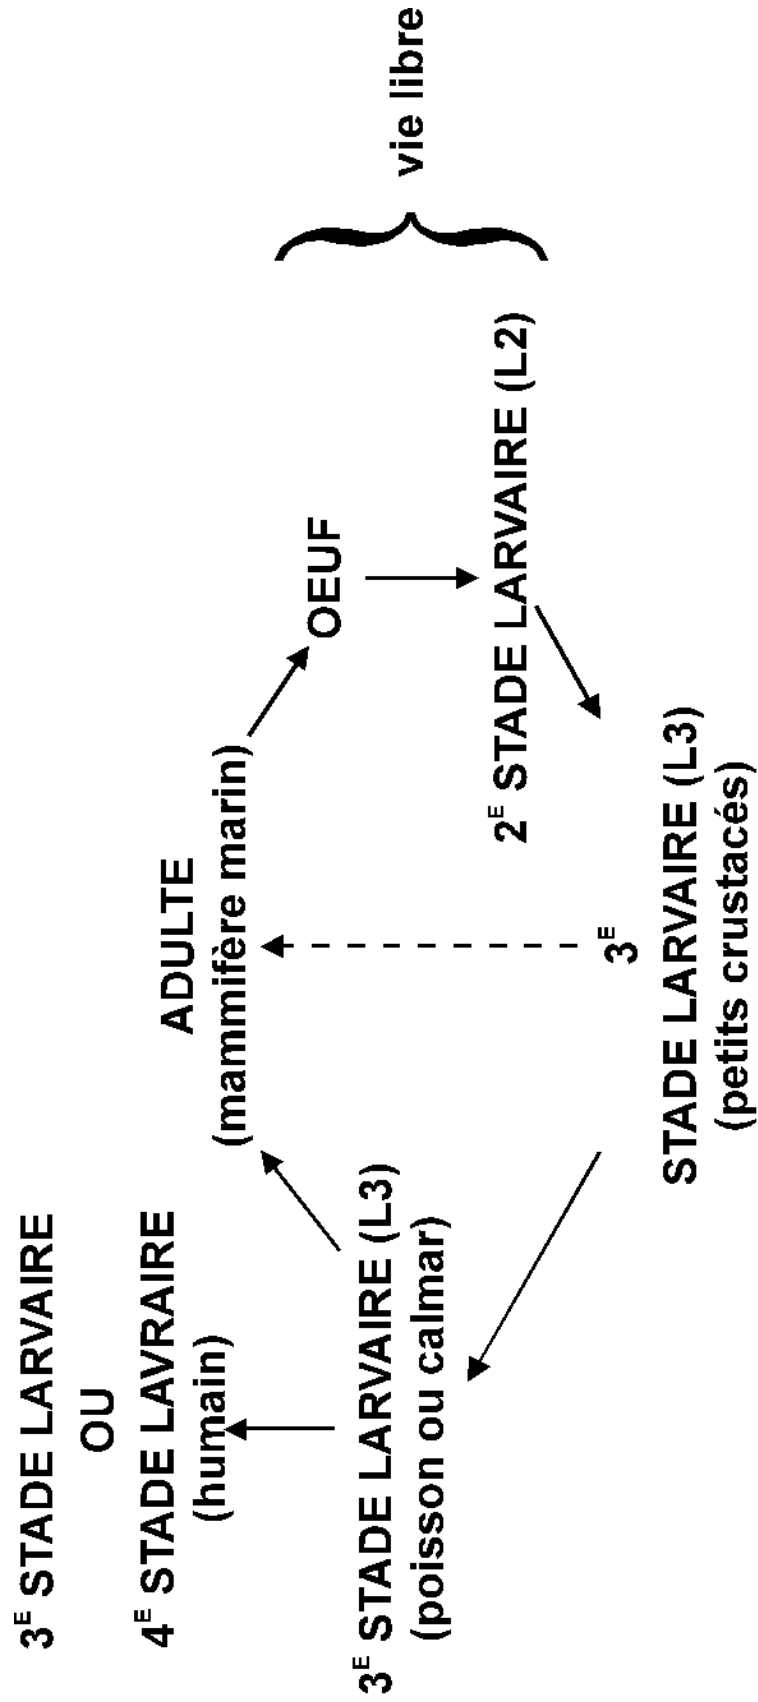 3E STADE LARVAIRE
OU
4E STADE LAVRAIRE
(humain)
ADULTE
(mammifère marin)
OEUF
vie libre
3E STADE LARVAIRE (L3)
(poisson ou calmar)
2E STADE LARVAIRE (L2)
3E
STADE LARVAIRE (L3)
(petits crustacés)